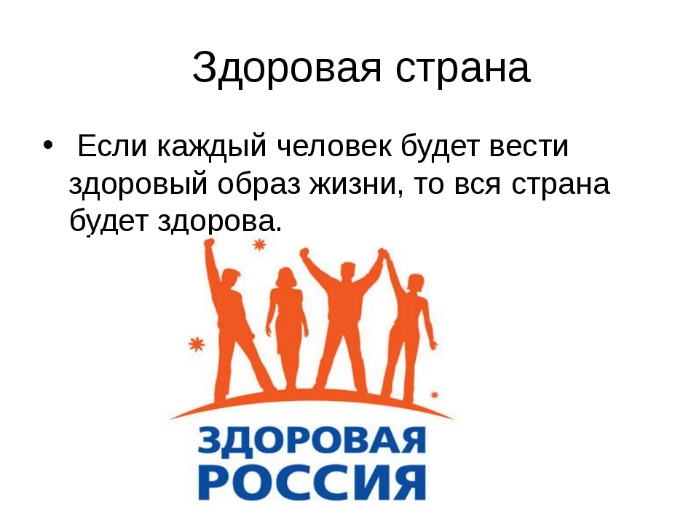 Здоровая страна
• Если каждый человек будет вести
здоровый образ жизни, то вся страна
будет здорова.
ЗДОРОВАЯ
РОССИЯ